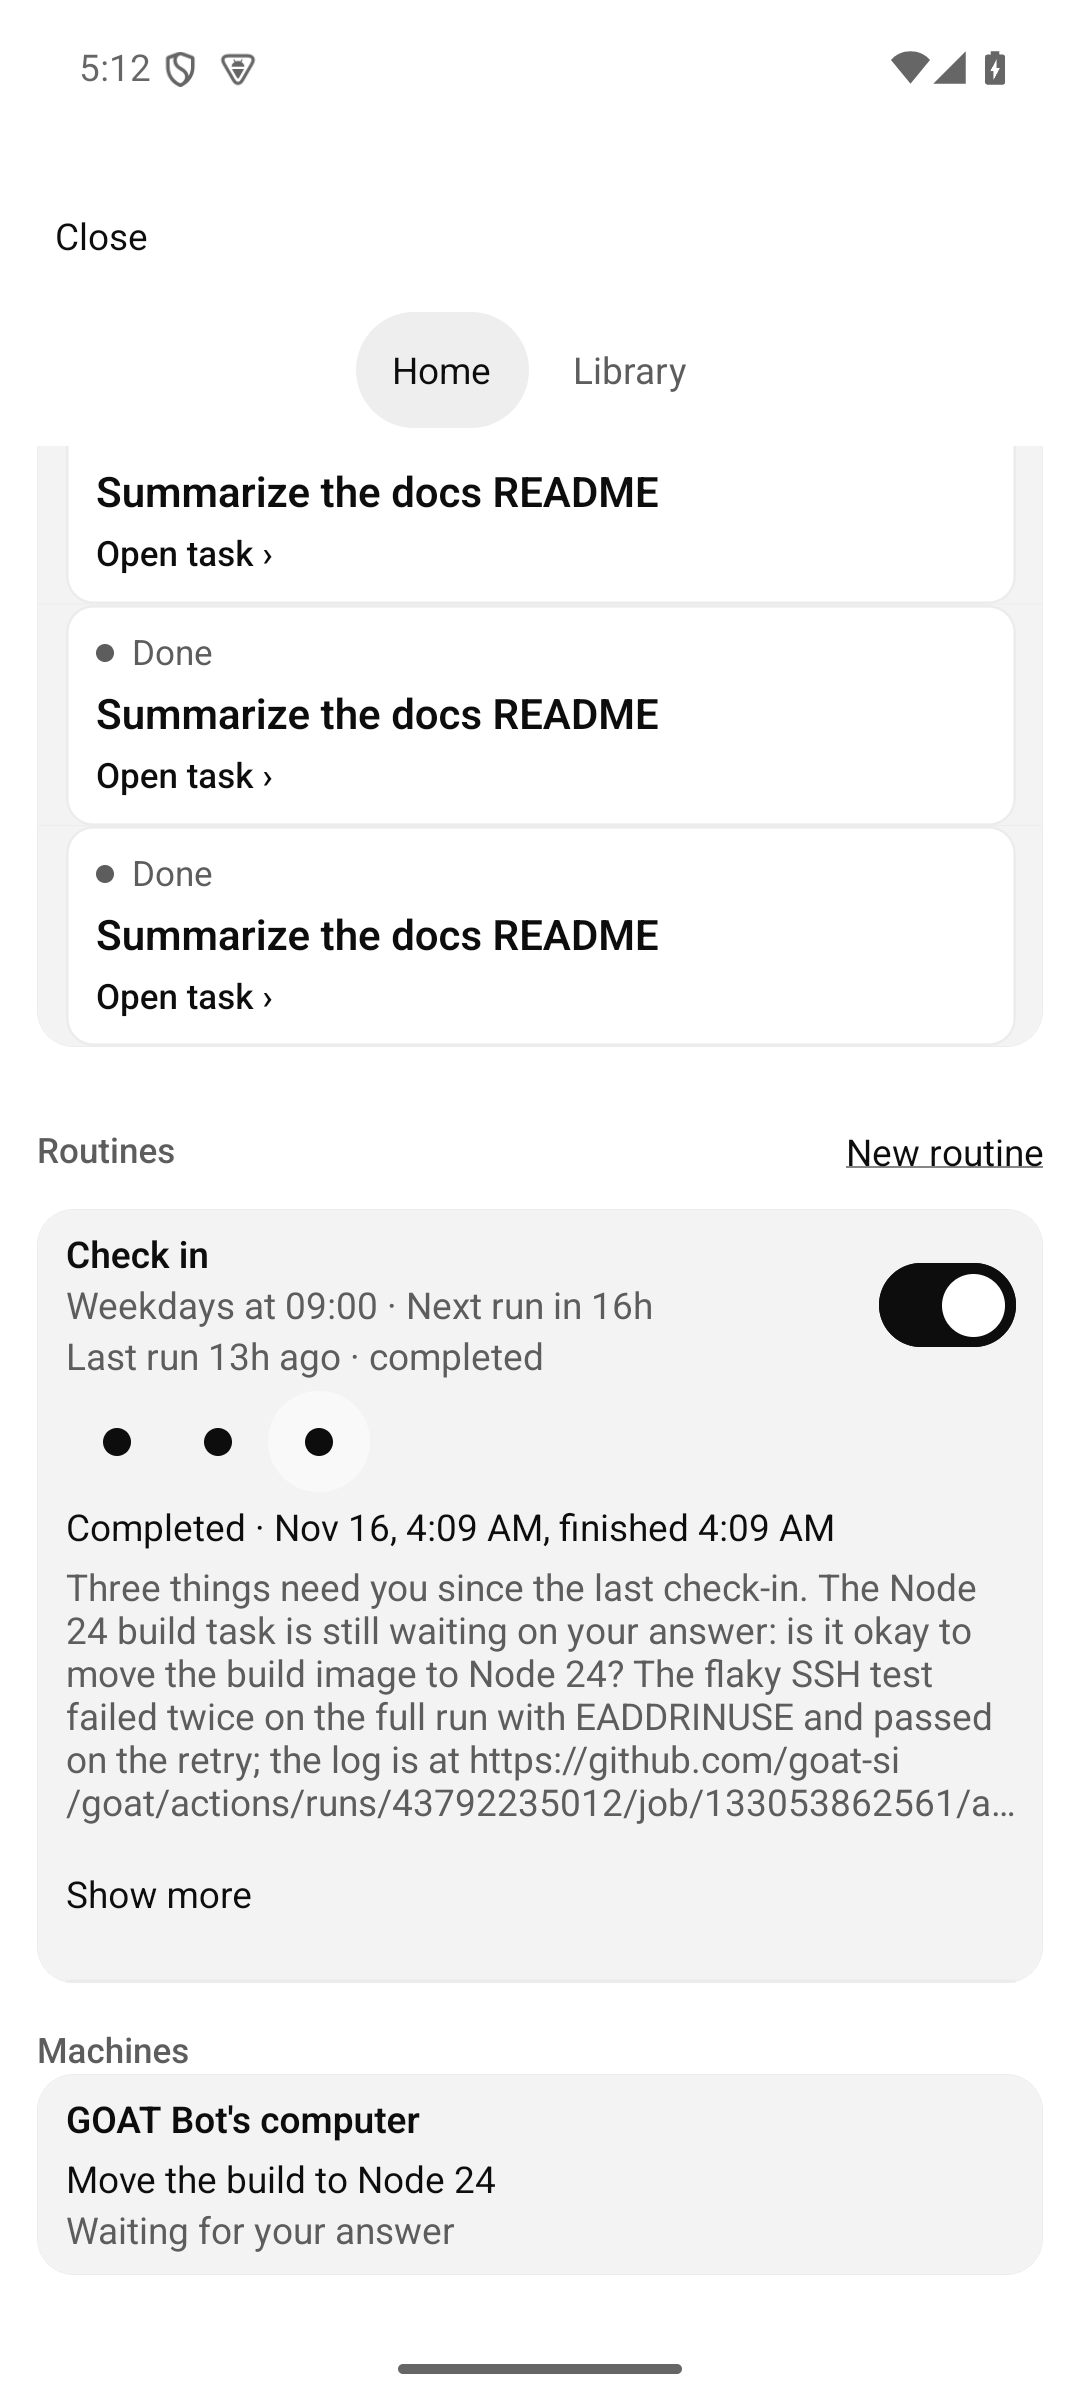 5:12
Close
Home Library
Summarize the docs README
Open task ›
Done
Summarize the docs README
Open task ›
Done
Summarize the docs README
Open task ›
Routines New routine
Check in
Weekdays at 09:00 · Next run in 16h
Last run 13h ago · completed
Completed · Nov 16, 4:09 AM, finished 4:09 AM
Three things need you since the last check-in. The Node
24 build task is still waiting on your answer: is it okay to
move the build image to Node 24? The flaky SSH test
failed twice on the full run with EADDRINUSE and passed
on the retry; the log is at https://github.com/goat-si
/goat/actions/runs/43792235012/job/133053862561/a…
Show more
Machines
GOAT Bot's computer
Move the build to Node 24
Waiting for your answer